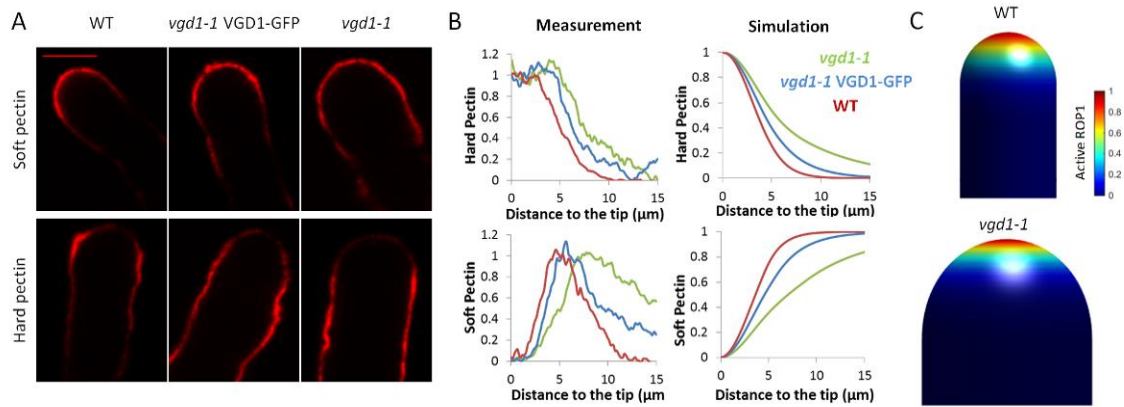 A
WT
vgd1-1 VGD1-GFP
vgd1-1
Soft pectin
Hard pectin
B
Measurement
Simulation
Hard Pectin
1.2
1
0.8
0.6
0.4
0.2
0
0 5 10 15
Distance to the tip (μm)
Hard Pectin
1
0.8
0.6
0.4
0.2
0
0 5 10 15
Distance to the tip (μm)
vgd1-1
vgd1-1 VGD1-GFP
WT
Soft Pectin
1.2
1
0.8
0.6
0.4
0.2
0
0 5 10 15
Distance to the tip (μm)
Soft Pectin
1
0.8
0.6
0.4
0.2
0
0 5 10 15
Distance to the tip (μm)
C
WT
Active ROP1
1
0.8
0.6
0.4
0.2
0
vgd1-1